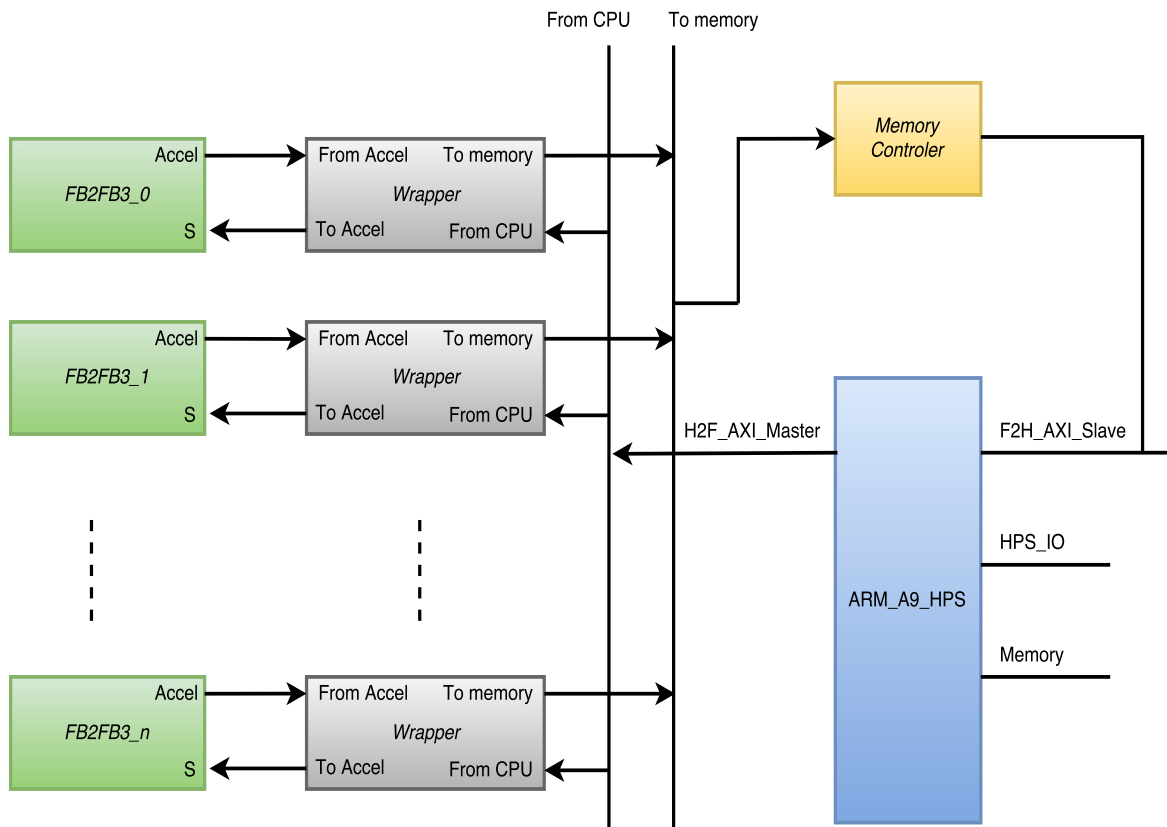 From CPU
To memory
Memory
Controler
Accel
FB2FB3_0
S
From Accel
To memory
Wrapper
To Accel
From CPU
Accel
FB2FB3_1
S
From Accel
To memory
Wrapper
To Accel
From CPU
H2F_AXI_Master
F2H_AXI_Slave
HPS_IO
ARM_A9_HPS
Memory
Accel
FB2FB3_n
S
From Accel
To memory
Wrapper
To Accel
From CPU